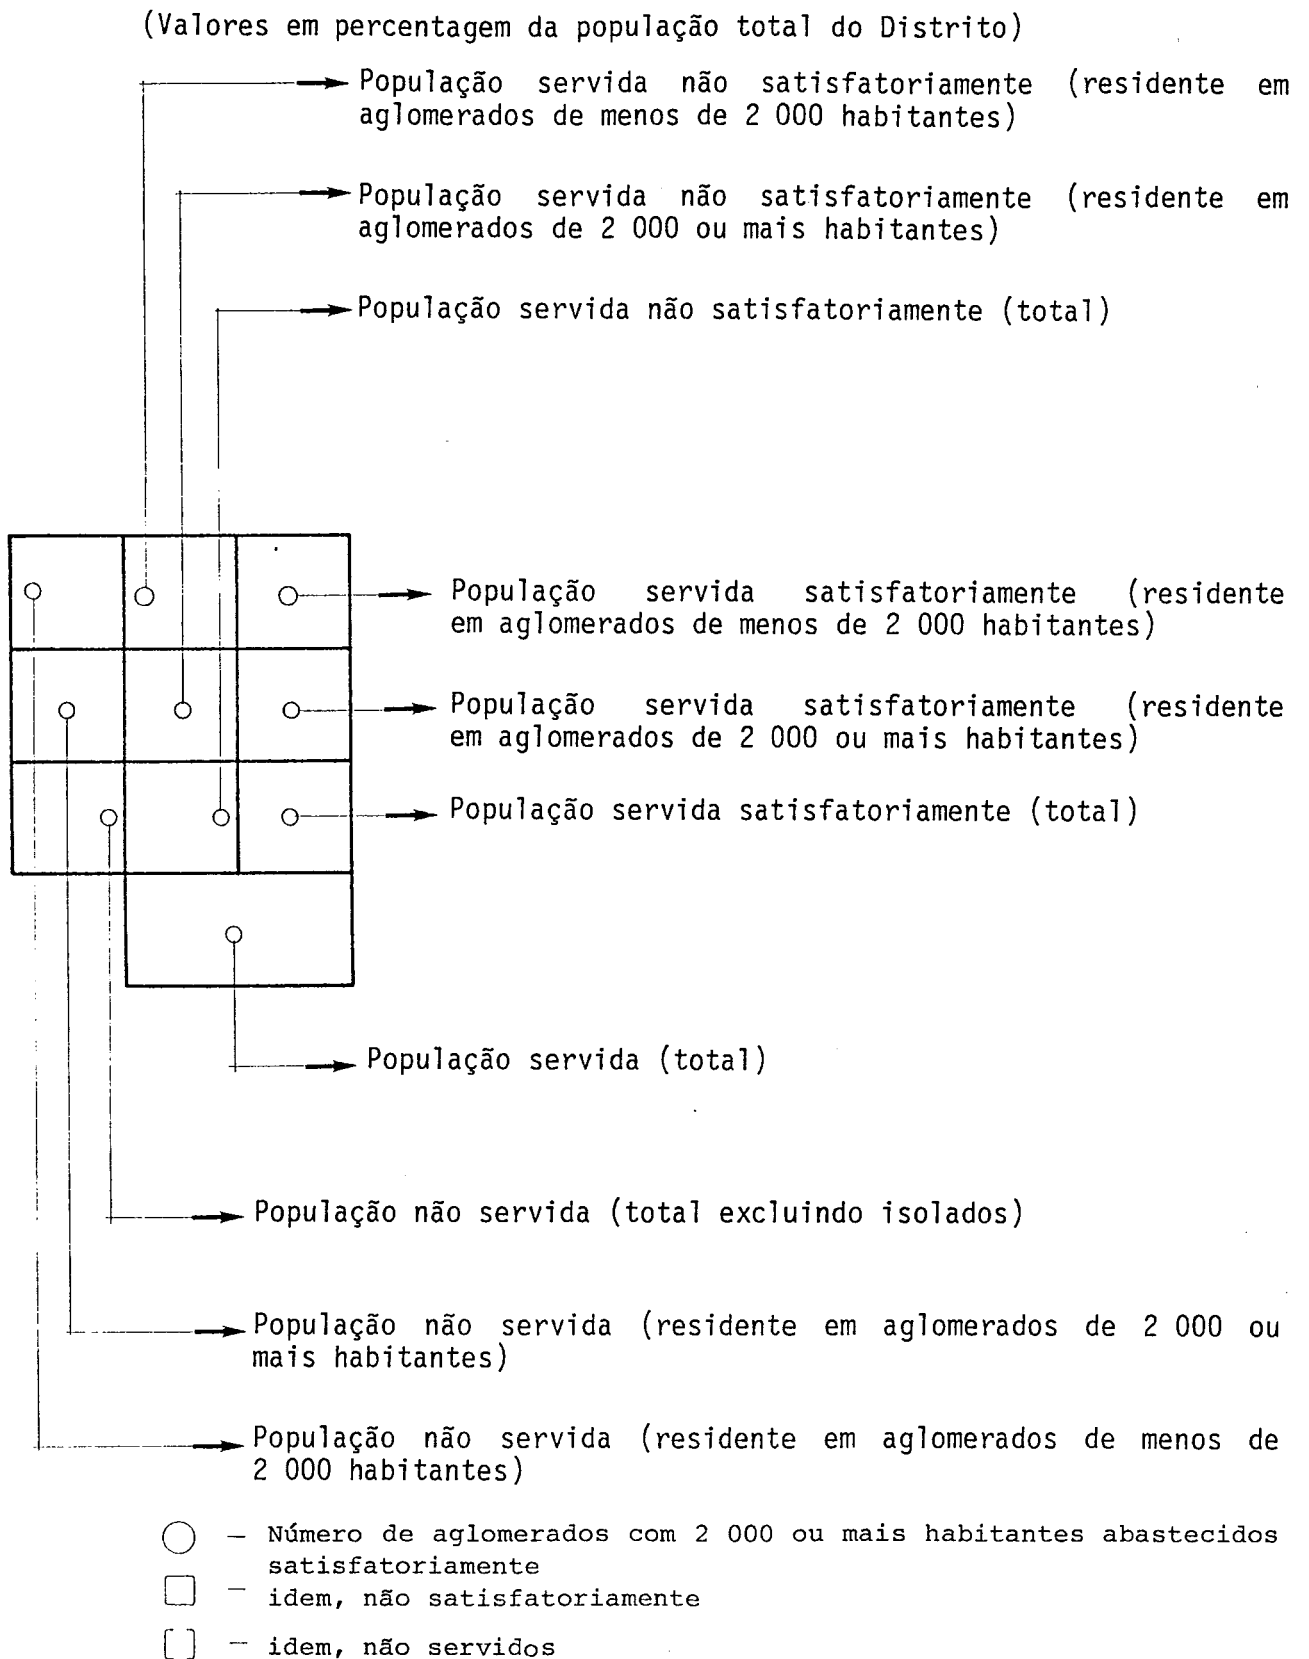 (Valores em percentagem da população total do Distrito)
População servida não satisfatoriamente (residente em
aglomerados de menos de 2 000 habitantes)
População servida não satisfatoriamente (residente em
aglomerados de 2 000 ou mais habitantes)
População servida não satisfatoriamente (total)
População servida satisfatoriamente (residente
em aglomerados de menos de 2 000 habitantes)
População servida satisfatoriamente (residente
em aglomerados de 2 000 ou mais habitantes)
População servida satisfatoriamente (total)
População servida (total)
População não servida (total excluindo isolados)
População não servida (residente em aglomerados de 2 000 ou
mais habitantes)
População não servida (residente em aglomerados de menos de
2 000 habitantes)
— Número de aglomerados com 2 000 ou mais habitantes abastecidos
satisfatoriamente
— idem, não satisfatoriamente
[ ] — idem, não servidos